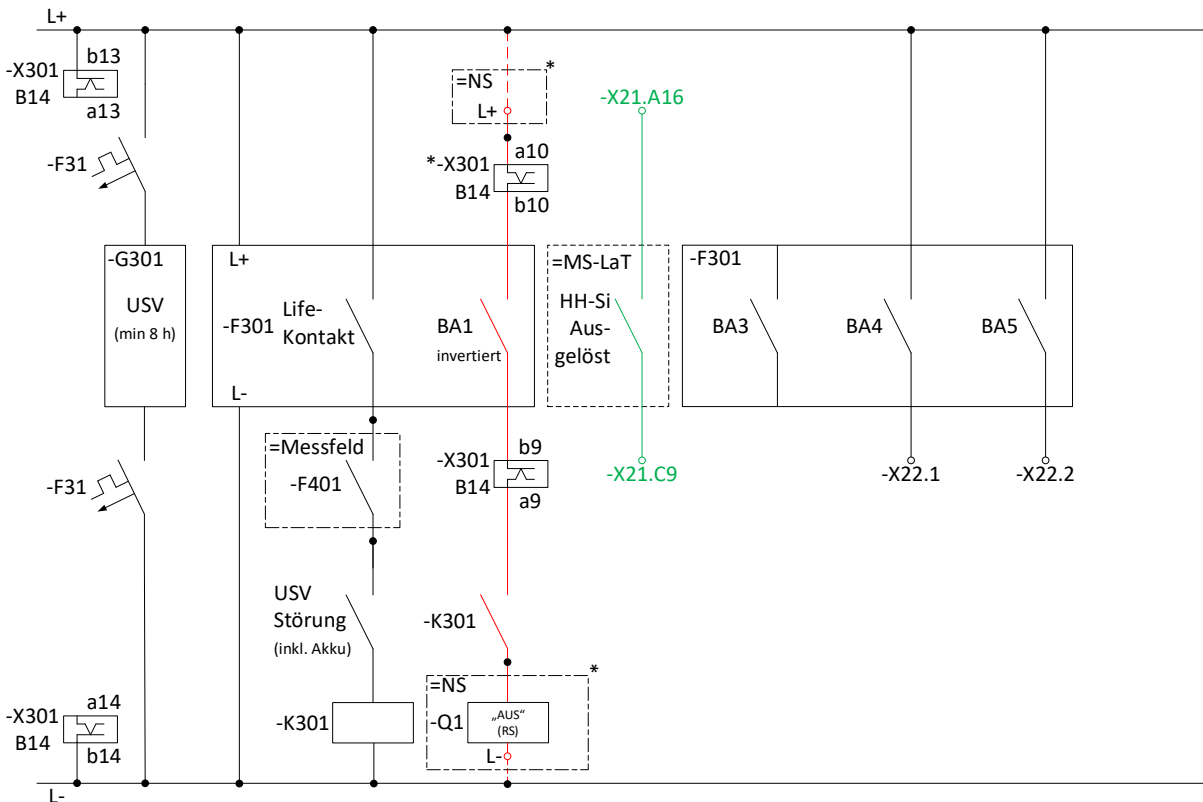 L+
-X301
B14
b13
a13
-F31
-G301
USV
(min 8 h)
-F31
-X301
B14
a14
b14
L+
-F301
Life-
Kontakt
BA1
invertiert
L-
=Messfeld
-F401
USV
Störung
(inkl. Akku)
-K301
*
=NS
L+
*-X301
B14
a10
b10
-X301
B14
b9
a9
-K301
*
=NS
-Q1
„AUS“
(RS)
L-
-X21.A16
=MS-LaT
HH-Si
Aus-
gelöst
-X21.C9
-F301
BA3
BA4
BA5
-X22.1
-X22.2
L-